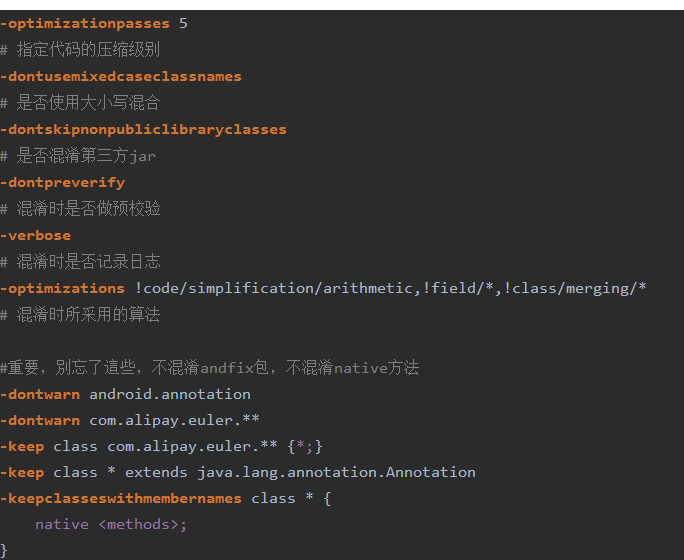 -optimizationpasses 5
# 指定代码的压缩级别
-dontusemixedcaseclassnames
# 是否使用大小写混合
-dontskipnonpubliclibraryclasses
# 是否混淆第三方jar
-dontpreverify
# 混淆时是否做预校验
-verbose
# 混淆时是否记录日志
-optimizations !code/simplification/arithmetic,!field/*,!class/merging/*
# 混淆时所采用的算法
#重要，別忘了這些，不混淆andfix包，不混淆native方法
-dontwarn android.annotation
-dontwarn com.alipay.euler.**
-keep class com.alipay.euler.** {*;}
-keep class * extends java.lang.annotation.Annotation
-keepclasseswithmembernames class * {
    native <methods>;
}